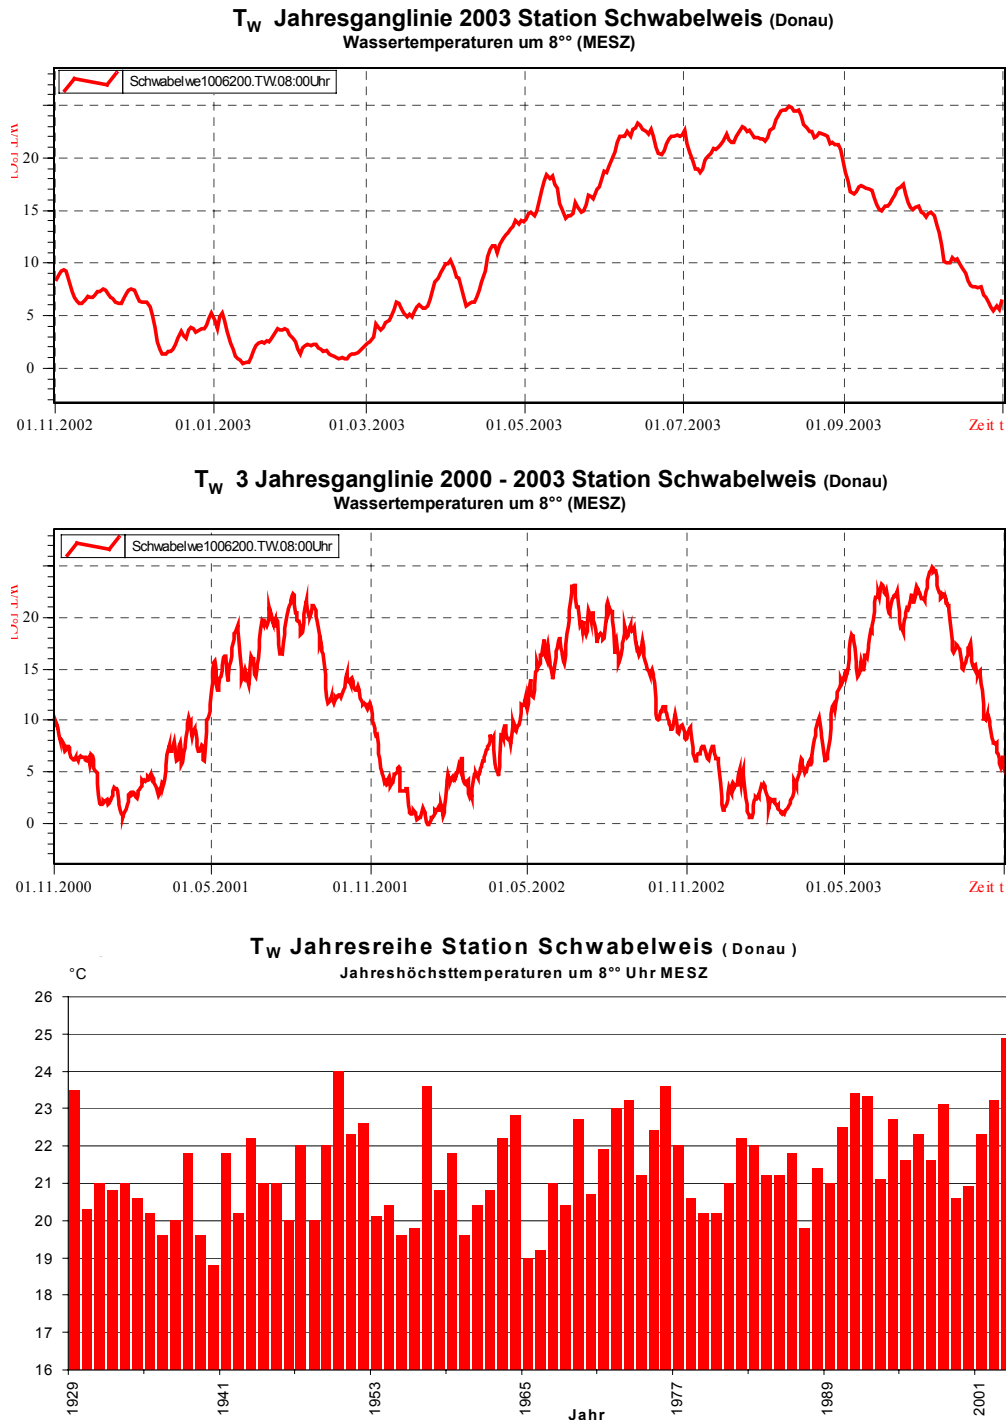 T_W Jahresganglinie 2003 Station Schwabelweis (Donau)
Wassertemperaturen um 8°° (MESZ)
Schwabelwe1006200.TW.08:00Uhr
WT [°C]
20
15
10
5
0
01.11.2002 01.01.2003 01.03.2003 01.05.2003 01.07.2003 01.09.2003 Zeit t
T_W 3 Jahresganglinie 2000 - 2003 Station Schwabelweis (Donau)
Wassertemperaturen um 8°° (MESZ)
Schwabelwe1006200.TW.08:00Uhr
WT [°C]
20
15
10
5
0
01.11.2000 01.05.2001 01.11.2001 01.05.2002 01.11.2002 01.05.2003 Zeit t
T_W Jahresreihe Station Schwabelweis (Donau)
°C
Jahreshöchsttemperaturen um 8°° Uhr MESZ
26
25
24
23
22
21
20
19
18
17
16
1929 1941 1953 1965 1977 1989 2001
Jahr